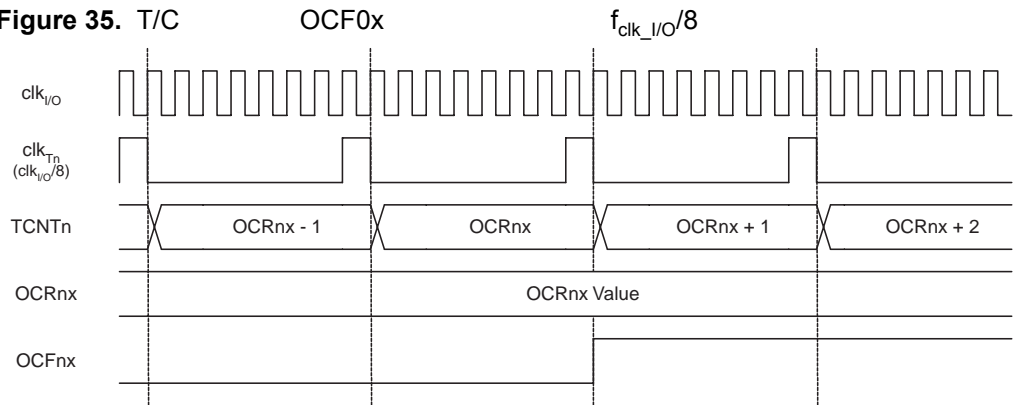 Figure 35. T/C OCF0x f_clk_I/O/8
clk_I/O
clk_Tn
(clk_I/O/8)
TCNTn OCRnx - 1 OCRnx OCRnx + 1 OCRnx + 2
OCRnx OCRnx Value
OCFnx